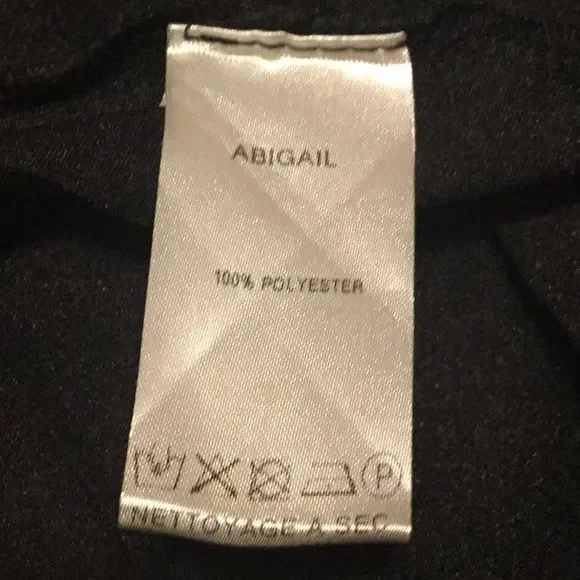 ABIGAIL
100% POLYESTER
P
NETTOYAGE A SEC